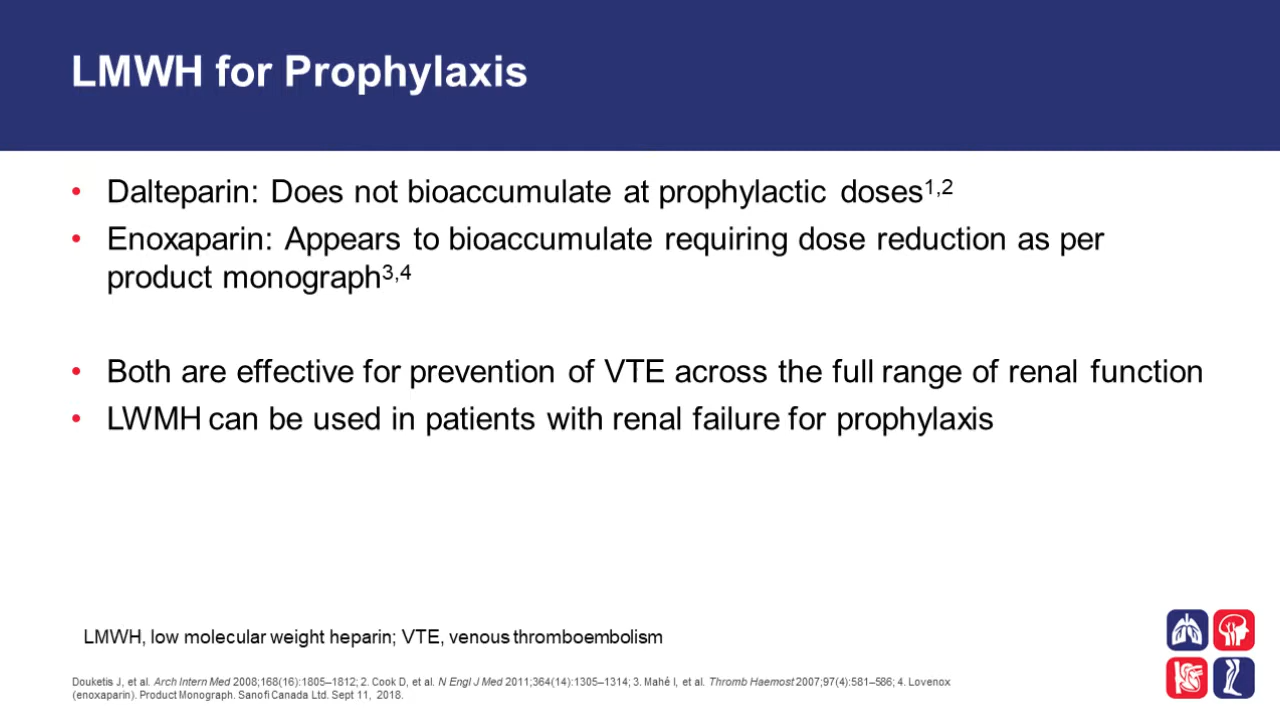 LMWH for Prophylaxis
• Dalteparin: Does not bioaccumulate at prophylactic doses1,2
• Enoxaparin: Appears to bioaccumulate requiring dose reduction as per
product monograph3,4
• Both are effective for prevention of VTE across the full range of renal function
• LWMH can be used in patients with renal failure for prophylaxis
LMWH, low molecular weight heparin; VTE, venous thromboembolism
Douketis J, et al. Arch Intern Med 2008;168(16):1805–1812; 2. Cook D, et al. N Engl J Med 2011;364(14):1305–1314; 3. Mahé I, et al. Thromb Haemost 2007;97(4):581–586; 4. Lovenox
(enoxaparin). Product Monograph. Sanofi Canada Ltd. Sept 11, 2018.